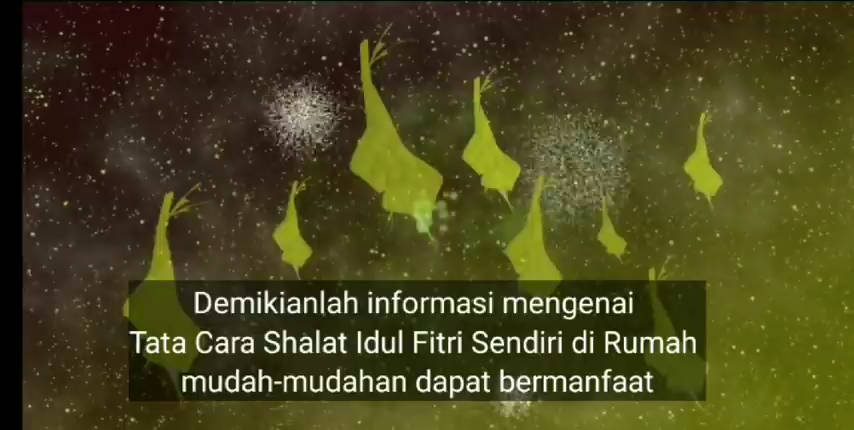 Demikianlah informasi mengenai
Tata Cara Shalat Idul Fitri Sendiri di Rumah
mudah-mudahan dapat bermanfaat